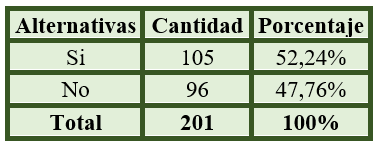 Alternativas Cantidad Porcentaje
Si 105 52,24%
No 96 47,76%
Total 201 100%